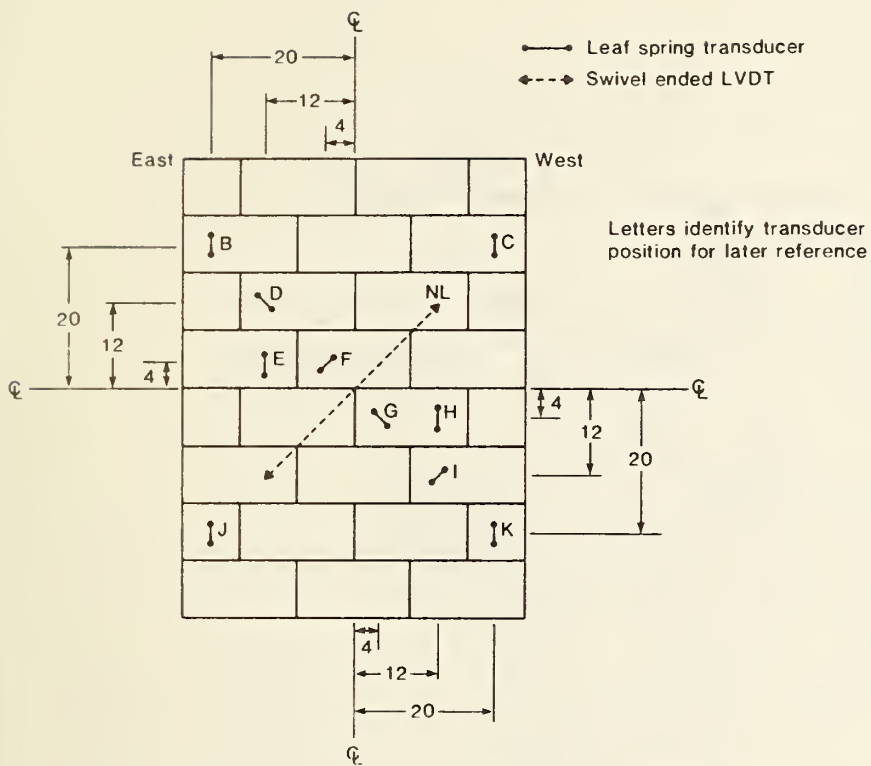 ℄
Leaf spring transducer
20
Swivel ended LVDT
12
4
East
West
Letters identify transducer
position for later reference
B
C
D
NL
20
12
E
F
4
℄
℄
G
H
4
12
I
20
J
K
4
12
20
℄